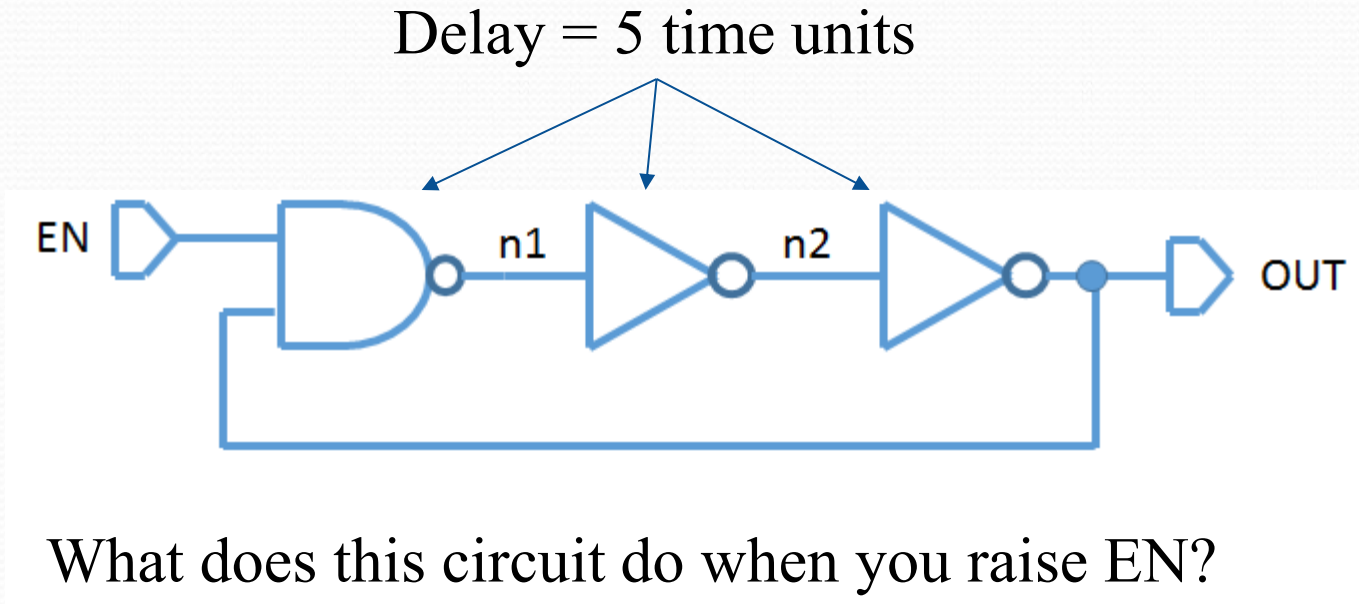 Delay = 5 time units
EN
n1
n2
OUT
What does this circuit do when you raise EN?